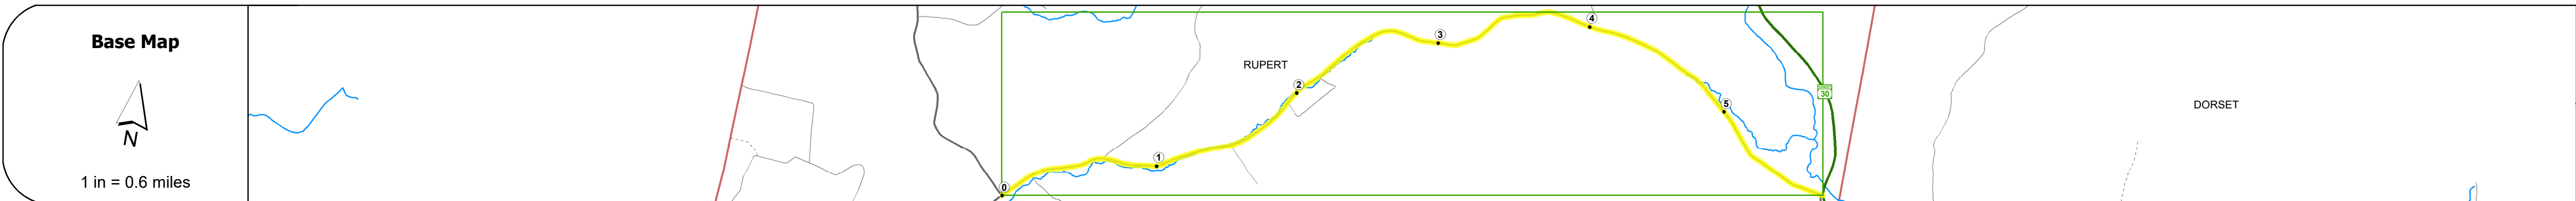 Base Map
N
1 in = 0.6 miles
RUPERT
DORSET
0
1
2
3
4
5
30